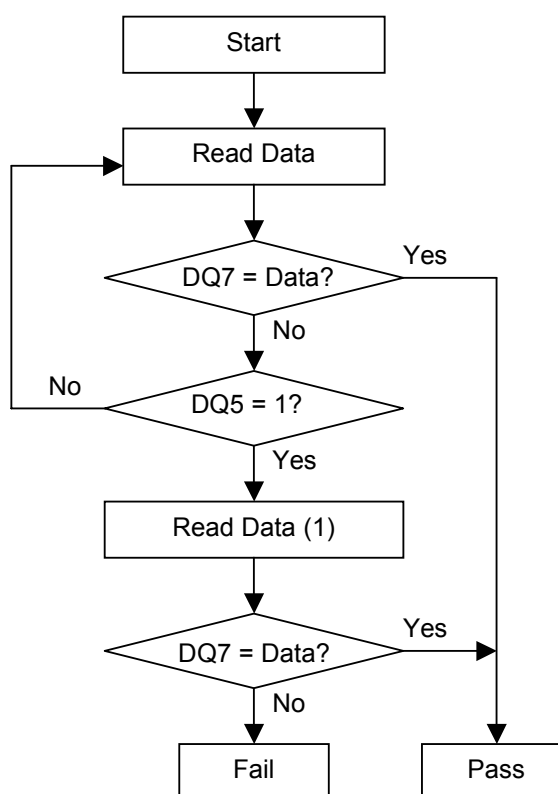 Start
Read Data
DQ7 = Data?
Yes
No
No
DQ5 = 1?
Yes
Read Data (1)
DQ7 = Data?
Yes
No
Fail
Pass